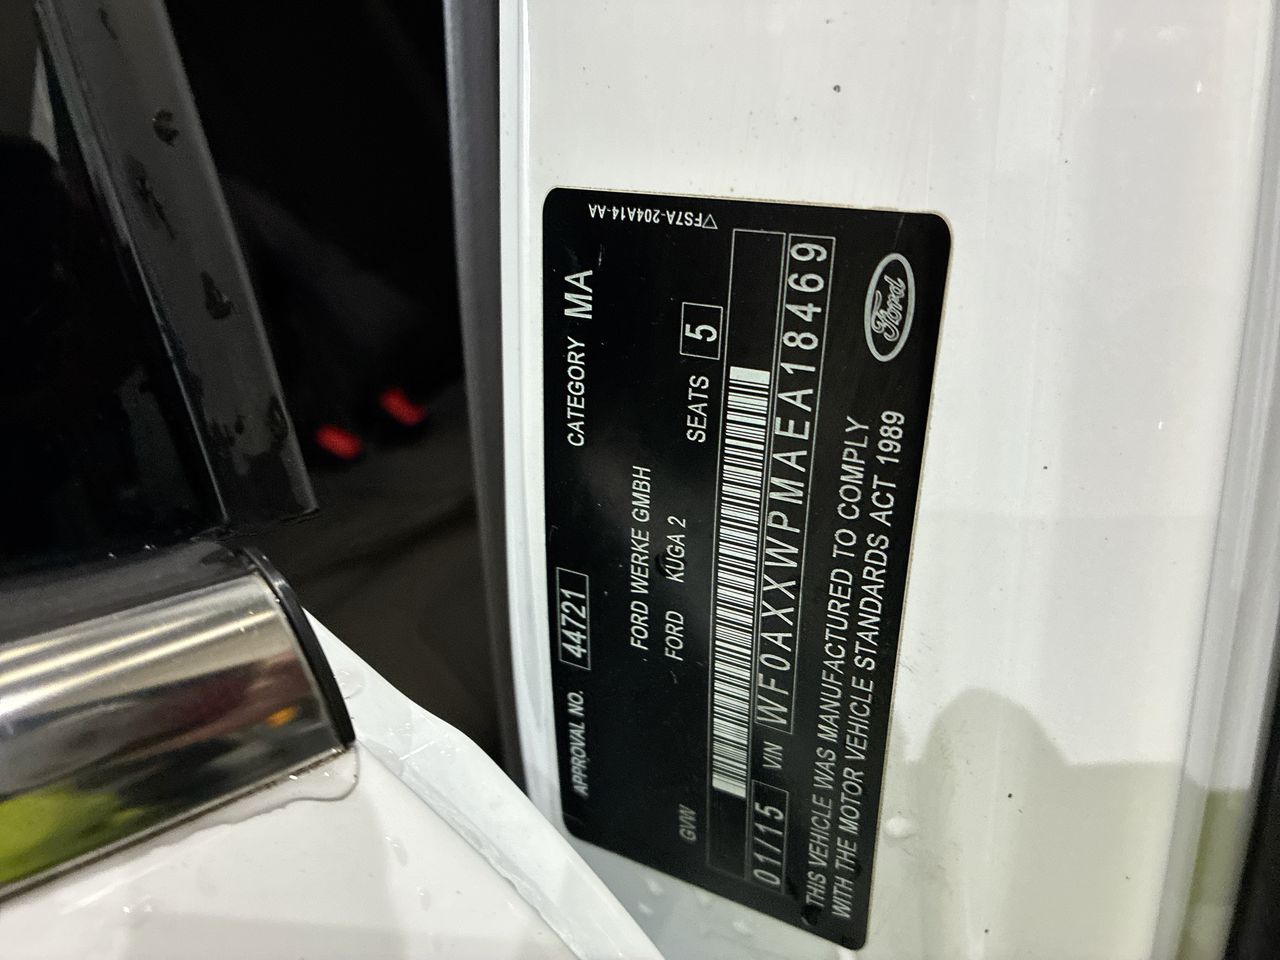 ▽FS7A-204A14-AA
APPROVAL NO. 44721 CATEGORY MA
FORD WERKE GMBH
FORD KUGA 2
GVW SEATS 5
01/15 VIN WF0AXXWPMAEA18469
THIS VEHICLE WAS MANUFACTURED TO COMPLY
WITH THE MOTOR VEHICLE STANDARDS ACT 1989
Ford